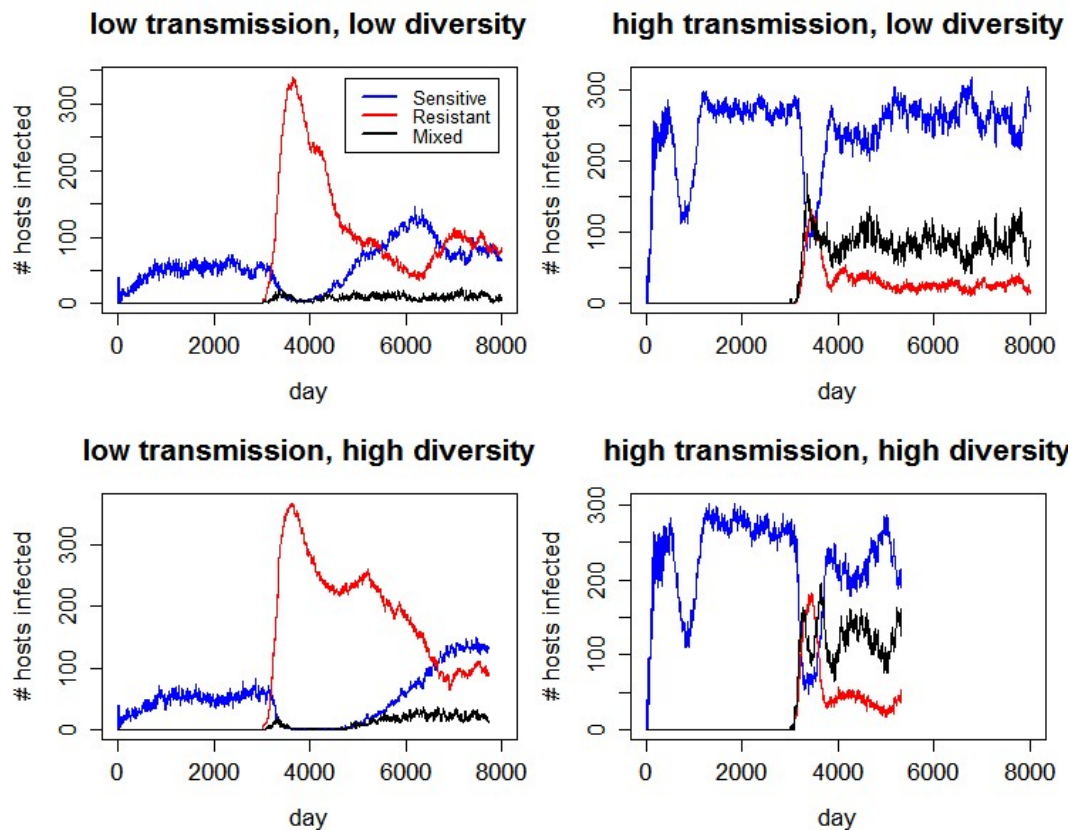 low transmission, low diversity
# hosts infected
300
200
100
0
Sensitive
Resistant
Mixed
0 2000 4000 6000 8000
day
high transmission, low diversity
# hosts infected
300
200
100
0
0 2000 4000 6000 8000
day
low transmission, high diversity
# hosts infected
300
200
100
0
0 2000 4000 6000 8000
day
high transmission, high diversity
# hosts infected
300
200
100
0
0 2000 4000 6000 8000
day